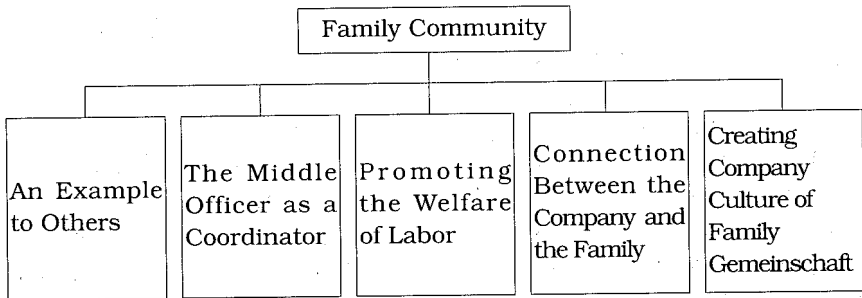 Family Community
An Example
to Others
The Middle
Officer as a
Coordinator
Promoting
the Welfare
of Labor
Connection
Between the
Company and
the Family
Creating
Company
Culture of
Family
Gemeinschaft